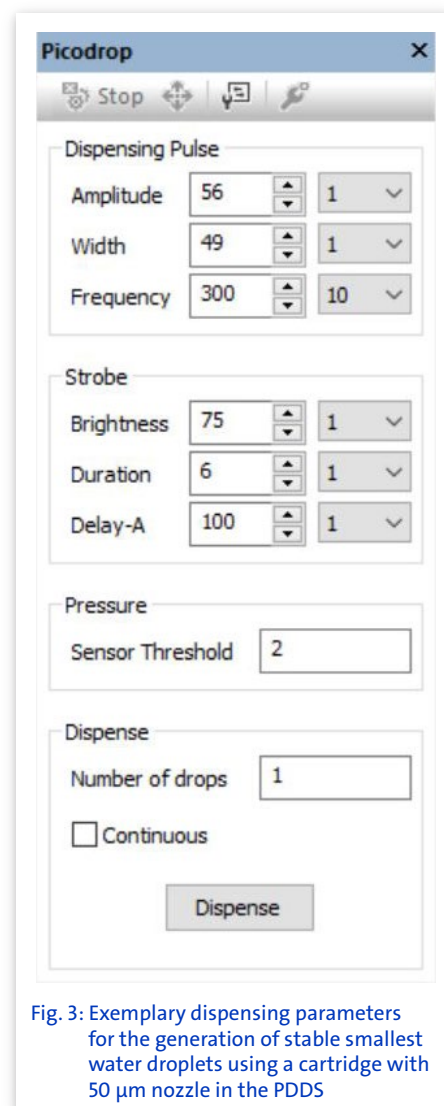 Picodrop
Stop
Dispensing Pulse
Amplitude 56 1
Width 49 1
Frequency 300 10
Strobe
Brightness 75 1
Duration 6 1
Delay-A 100 1
Pressure
Sensor Threshold 2
Dispense
Number of drops 1
Continuous
Dispense
Fig. 3: Exemplary dispensing parameters
for the generation of stable smallest
water droplets using a cartridge with
50 µm nozzle in the PDDS